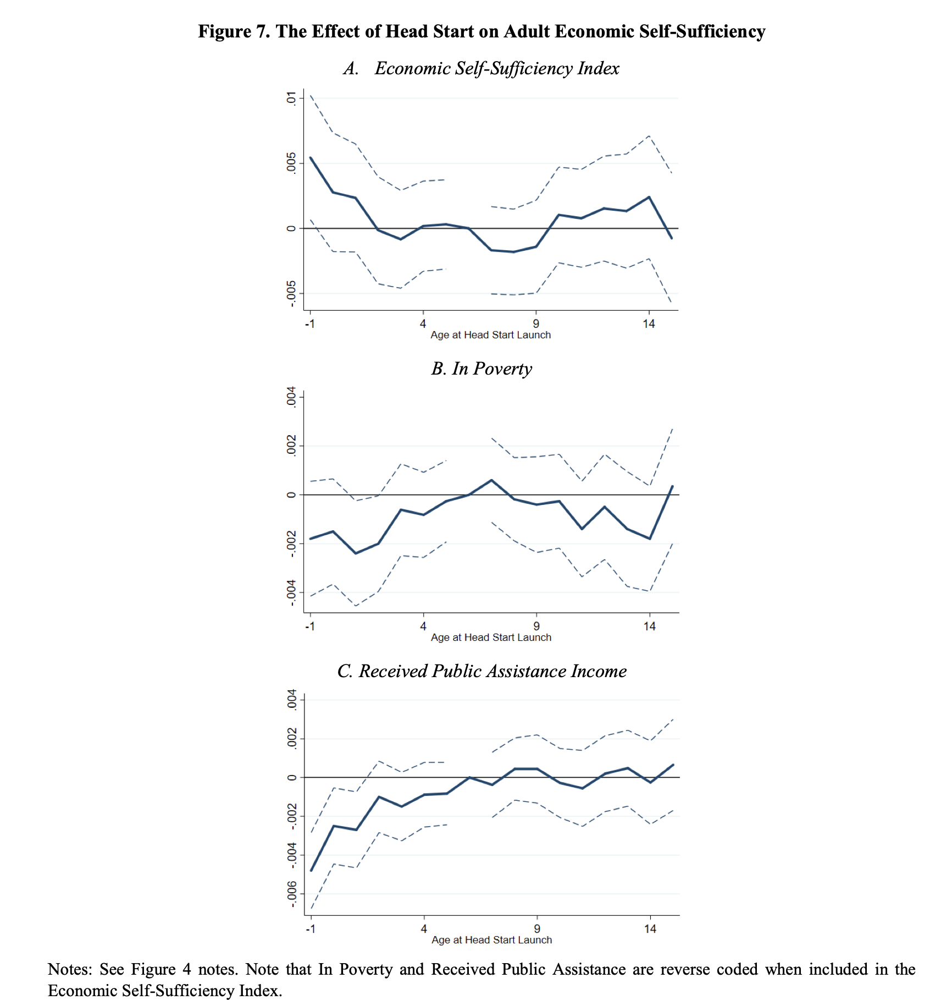 Figure 7. The Effect of Head Start on Adult Economic Self-Sufficiency
A. Economic Self-Sufficiency Index
.01
.005
0
-.005
-1 4 9 14
Age at Head Start Launch
B. In Poverty
.004
.002
0
-.002
-.004
-1 4 9 14
Age at Head Start Launch
C. Received Public Assistance Income
.004
.002
0
-.002
-.004
-.006
-1 4 9 14
Age at Head Start Launch
Notes: See Figure 4 notes. Note that In Poverty and Received Public Assistance are reverse coded when included in the
Economic Self-Sufficiency Index.